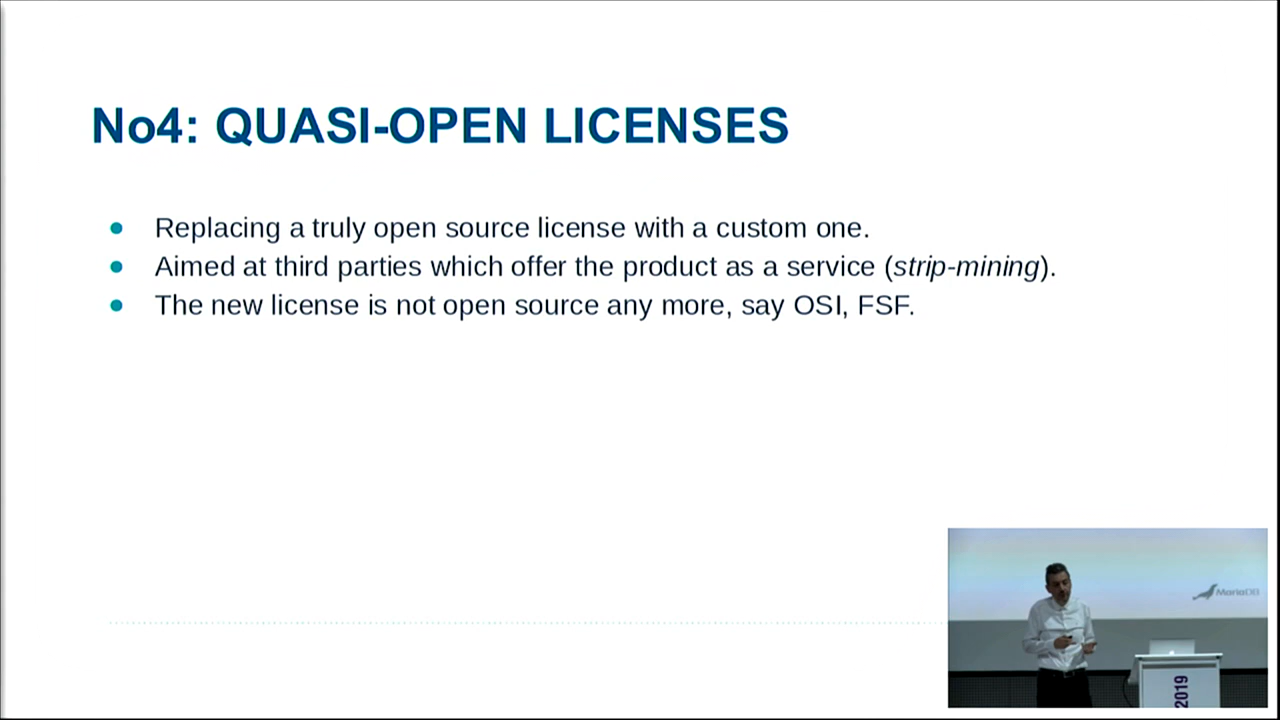 No4: QUASI-OPEN LICENSES
Replacing a truly open source license with a custom one.
Aimed at third parties which offer the product as a service (strip-mining).
The new license is not open source any more, say OSI, FSF.
MariaDB
2019